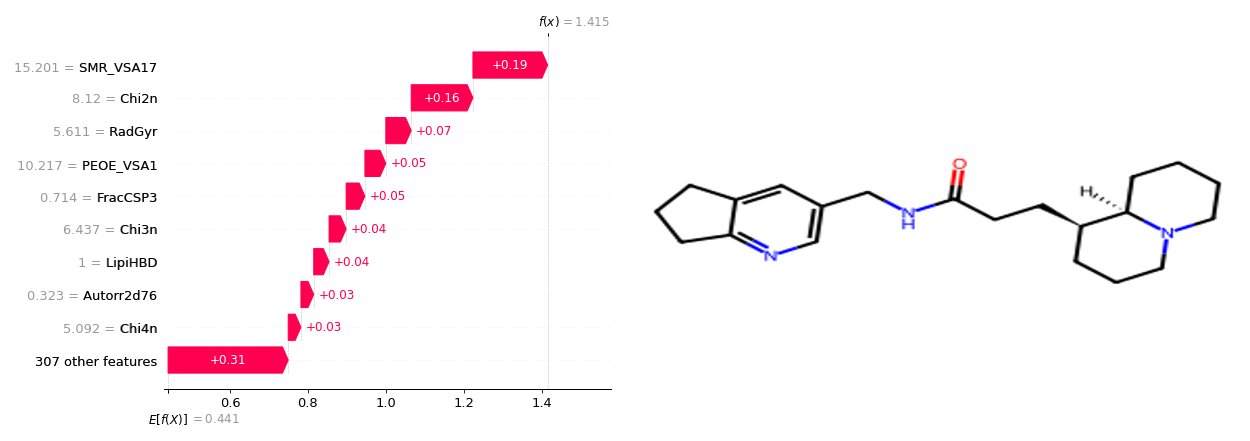 f(x) = 1.415
15.201 = SMR_VSA17 +0.19
8.12 = Chi2n +0.16
5.611 = RadGyr +0.07
10.217 = PEOE_VSA1 +0.05
0.714 = FracCSP3 +0.05
6.437 = Chi3n +0.04
1 = LipiHBD +0.04
0.323 = Autorr2d76 +0.03
5.092 = Chi4n +0.03
307 other features +0.31
0.6 0.8 1.0 1.2 1.4
E[f(X)] = 0.441
O
H
N
H
N
N